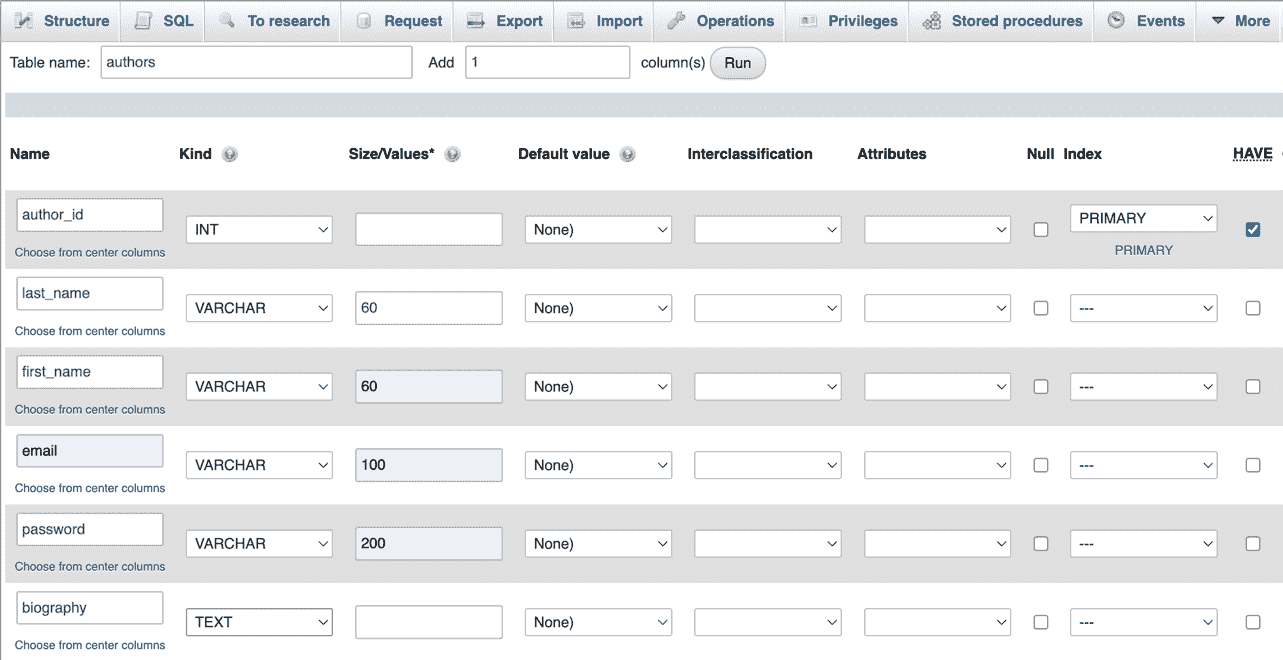 Structure SQL To research Request Export Import Operations Privileges Stored procedures Events More
Table name: authors Add 1 column(s) Run
Name Kind Size/Values* Default value Interclassification Attributes Null Index HAVE
author_id INT None) PRIMARY
Choose from center columns PRIMARY
last_name VARCHAR 60 None) ---
Choose from center columns
first_name VARCHAR 60 None) ---
Choose from center columns
email VARCHAR 100 None) ---
Choose from center columns
password VARCHAR 200 None) ---
Choose from center columns
biography TEXT None) ---
Choose from center columns